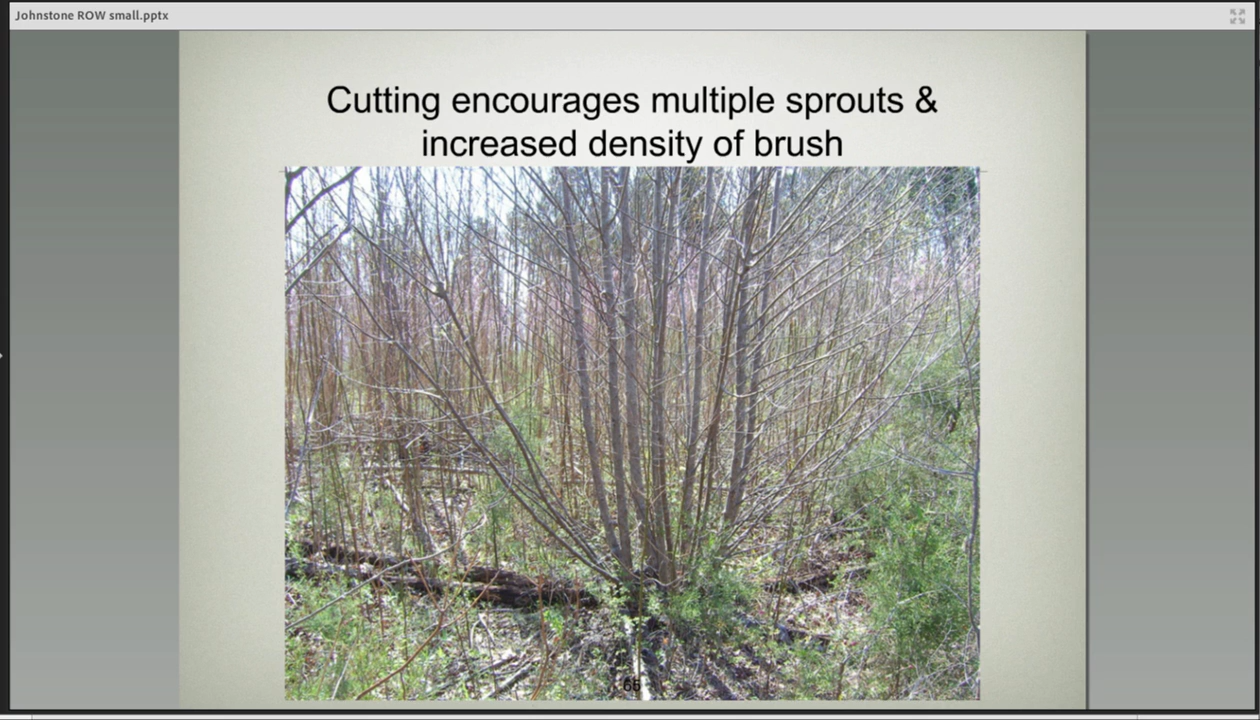 Johnstone ROW small.pptx
Cutting encourages multiple sprouts &
increased density of brush
66